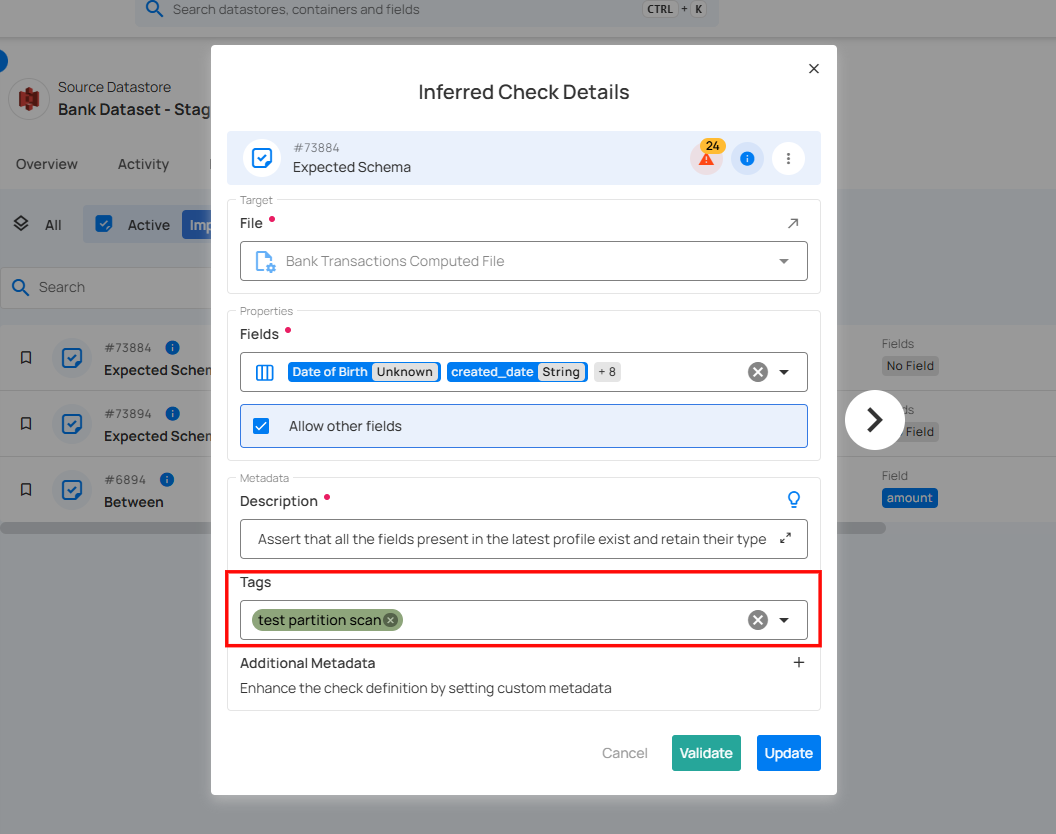 Search datastores, containers and fields CTRL + K
Source Datastore
Bank Dataset - Stag
Overview Activity
All Active Imp
Search
#73884
Expected Schem
#73894
Expected Schem
#6894
Between
Inferred Check Details
#73884
Expected Schema
24
Target
File
Bank Transactions Computed File
Properties
Fields
Date of Birth Unknown created_date String + 8
Allow other fields
Metadata
Description
Assert that all the fields present in the latest profile exist and retain their type
Tags
test partition scan
Additional Metadata
Enhance the check definition by setting custom metadata
Cancel Validate Update
Fields
No Field
ds
Field
Field
amount